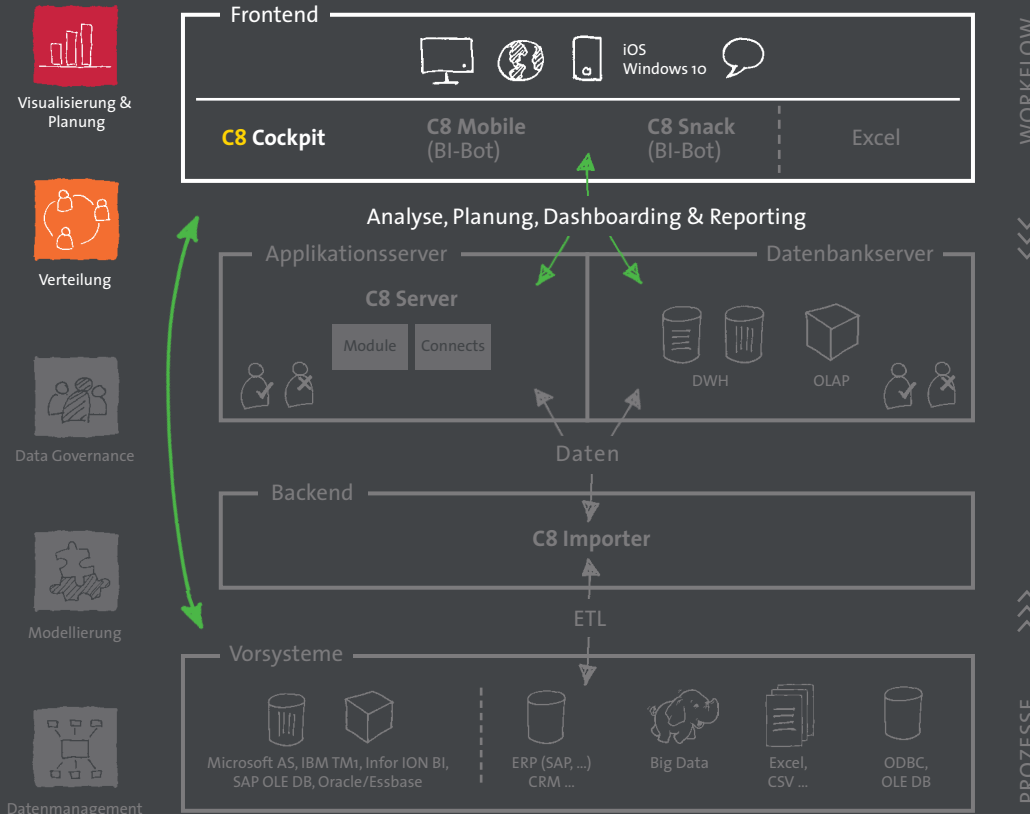 Visualisierung &
Planung
Verteilung
Data Governance
Modellierung
Datenmanagement
Frontend
iOS
Windows 10
C8 Cockpit
C8 Mobile
(BI-Bot)
C8 Snack
(BI-Bot)
Excel
Analyse, Planung, Dashboarding & Reporting
Applikationsserver
Datenbankserver
C8 Server
Module
Connects
DWH
OLAP
Daten
Backend
C8 Importer
ETL
Vorsysteme
Microsoft AS, IBM TM1, Infor ION BI,
SAP OLE DB, Oracle/Essbase
ERP (SAP, ...)
CRM ...
Big Data
Excel,
CSV ...
ODBC,
OLE DB
WORKFLOW
PROZESSE